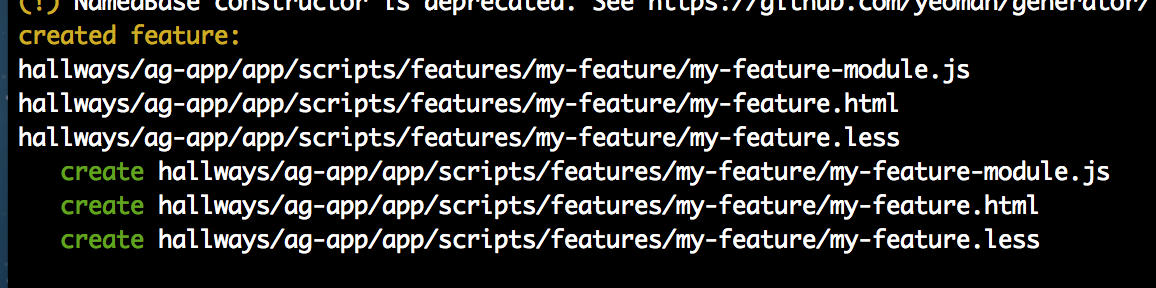 (!) NamedBase constructor is deprecated. See https://github.com/yeoman/generator/
created feature:
hallways/ag-app/app/scripts/features/my-feature/my-feature-module.js
hallways/ag-app/app/scripts/features/my-feature/my-feature.html
hallways/ag-app/app/scripts/features/my-feature/my-feature.less
create hallways/ag-app/app/scripts/features/my-feature/my-feature-module.js
create hallways/ag-app/app/scripts/features/my-feature/my-feature.html
create hallways/ag-app/app/scripts/features/my-feature/my-feature.less